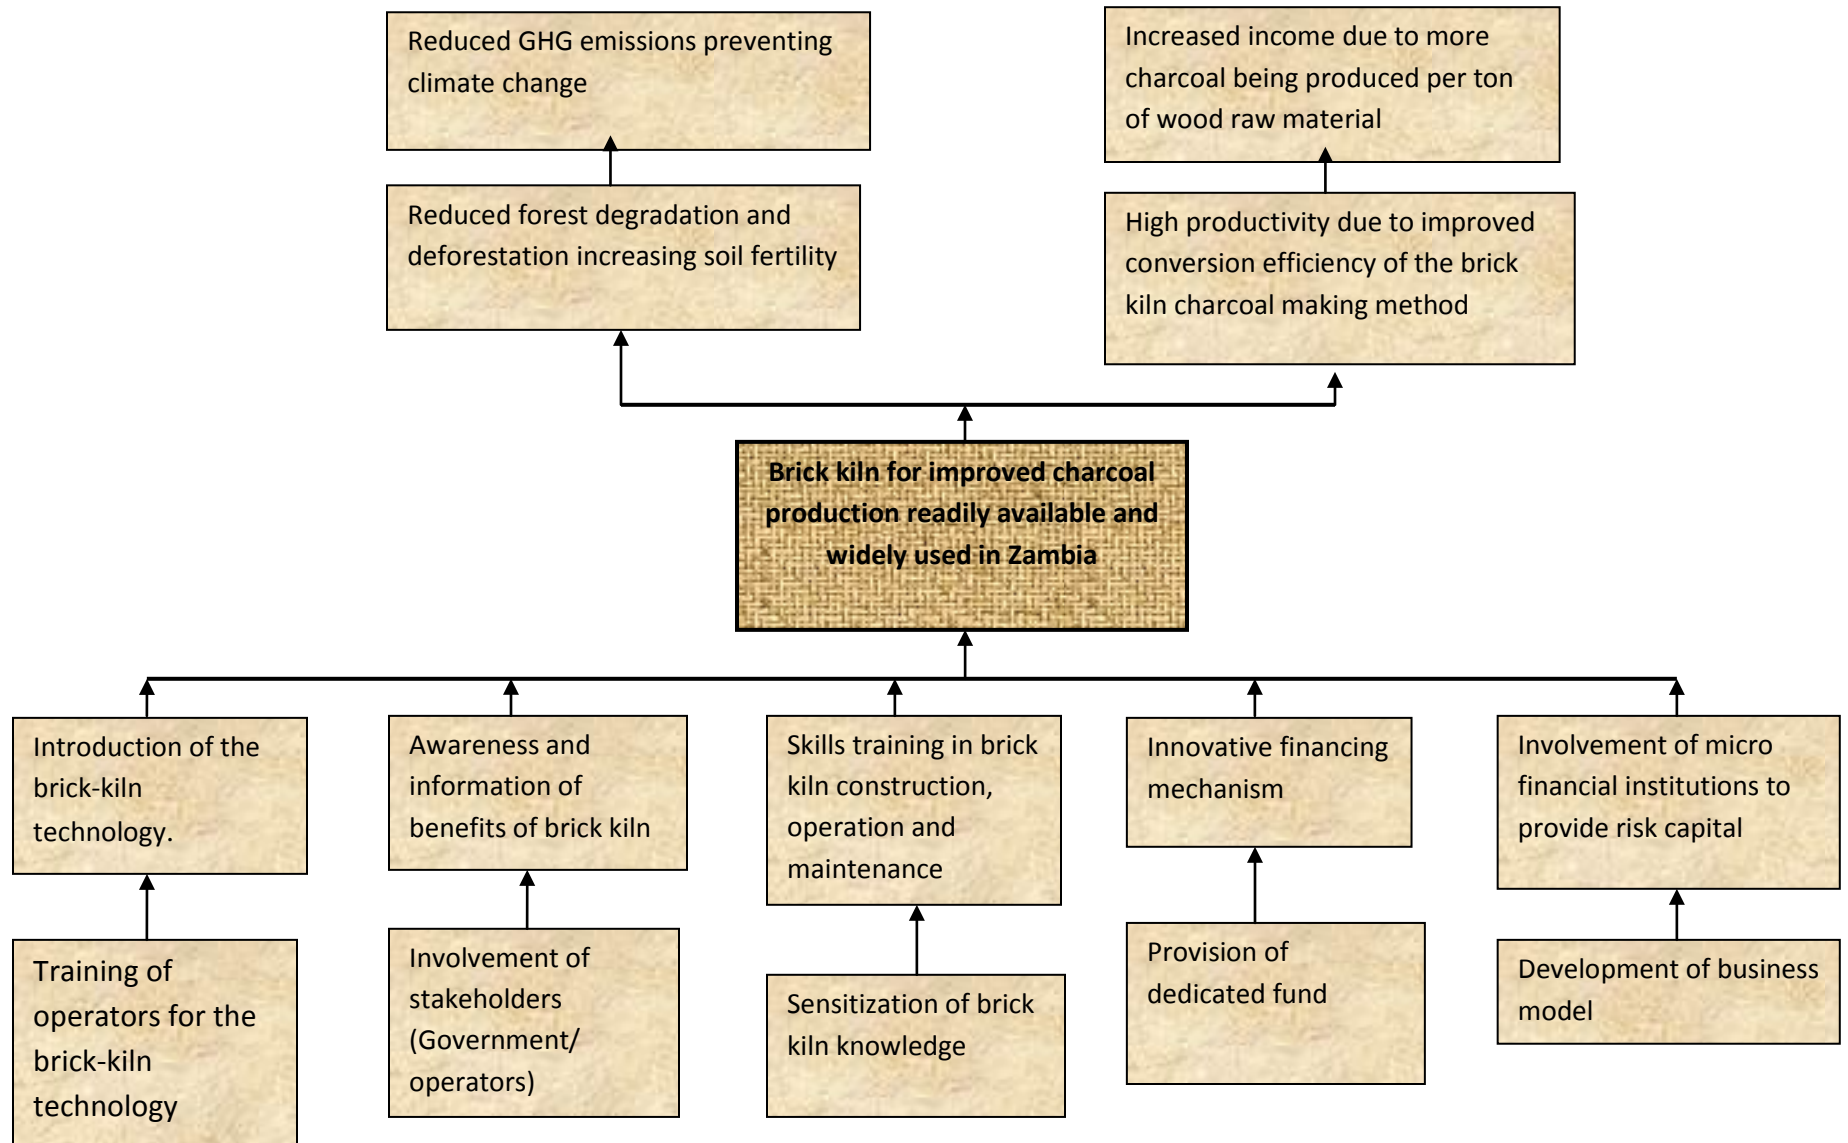 Reduced GHG emissions preventing
climate change
Increased income due to more
charcoal being produced per ton
of wood raw material
Reduced forest degradation and
deforestation increasing soil fertility
High productivity due to improved
conversion efficiency of the brick
kiln charcoal making method
Brick kiln for improved charcoal
production readily available and
widely used in Zambia
Introduction of the
brick-kiln
technology.
Awareness and
information of
benefits of brick kiln
Skills training in brick
kiln construction,
operation and
maintenance
Innovative financing
mechanism
Involvement of micro
financial institutions to
provide risk capital
Training of
operators for the
brick-kiln
technology
Involvement of
stakeholders
(Government/
operators)
Sensitization of brick
kiln knowledge
Provision of
dedicated fund
Development of business
model